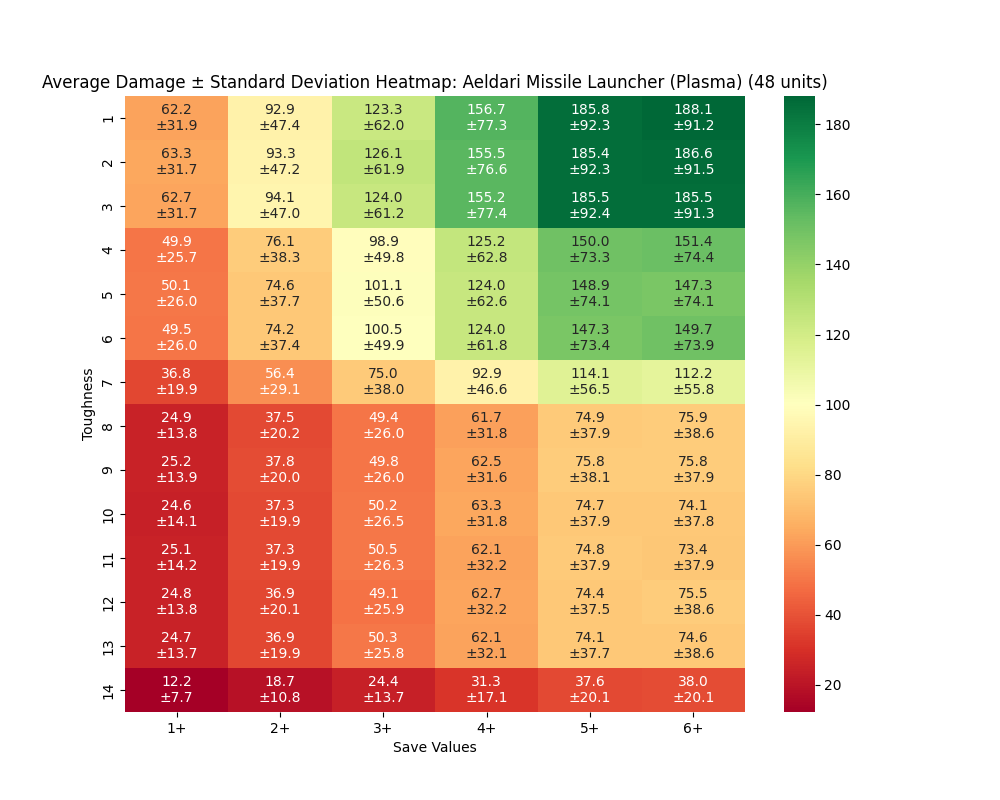 Average Damage ± Standard Deviation Heatmap: Aeldari Missile Launcher (Plasma) (48 units)
1 62.2 92.9 123.3 156.7 185.8 188.1
±31.9 ±47.4 ±62.0 ±77.3 ±92.3 ±91.2
2 63.3 93.3 126.1 155.5 185.4 186.6
±31.7 ±47.2 ±61.9 ±76.6 ±92.3 ±91.5
3 62.7 94.1 124.0 155.2 185.5 185.5
±31.7 ±47.0 ±61.2 ±77.4 ±92.4 ±91.3
4 49.9 76.1 98.9 125.2 150.0 151.4
±25.7 ±38.3 ±49.8 ±62.8 ±73.3 ±74.4
5 50.1 74.6 101.1 124.0 148.9 147.3
±26.0 ±37.7 ±50.6 ±62.6 ±74.1 ±74.1
6 49.5 74.2 100.5 124.0 147.3 149.7
±26.0 ±37.4 ±49.9 ±61.8 ±73.4 ±73.9
7 36.8 56.4 75.0 92.9 114.1 112.2
±19.9 ±29.1 ±38.0 ±46.6 ±56.5 ±55.8
8 24.9 37.5 49.4 61.7 74.9 75.9
±13.8 ±20.2 ±26.0 ±31.8 ±37.9 ±38.6
9 25.2 37.8 49.8 62.5 75.8 75.8
±13.9 ±20.0 ±26.0 ±31.6 ±38.1 ±37.9
10 24.6 37.3 50.2 63.3 74.7 74.1
±14.1 ±19.9 ±26.5 ±31.8 ±37.9 ±37.8
11 25.1 37.3 50.5 62.1 74.8 73.4
±14.2 ±19.9 ±26.3 ±32.2 ±37.9 ±37.9
12 24.8 36.9 49.1 62.7 74.4 75.5
±13.8 ±20.1 ±25.9 ±32.2 ±37.5 ±38.6
13 24.7 36.9 50.3 62.1 74.1 74.6
±13.7 ±19.9 ±25.8 ±32.1 ±37.7 ±38.6
14 12.2 18.7 24.4 31.3 37.6 38.0
±7.7 ±10.8 ±13.7 ±17.1 ±20.1 ±20.1
1+ 2+ 3+ 4+ 5+ 6+
Save Values
Toughness
180
160
140
120
100
80
60
40
20